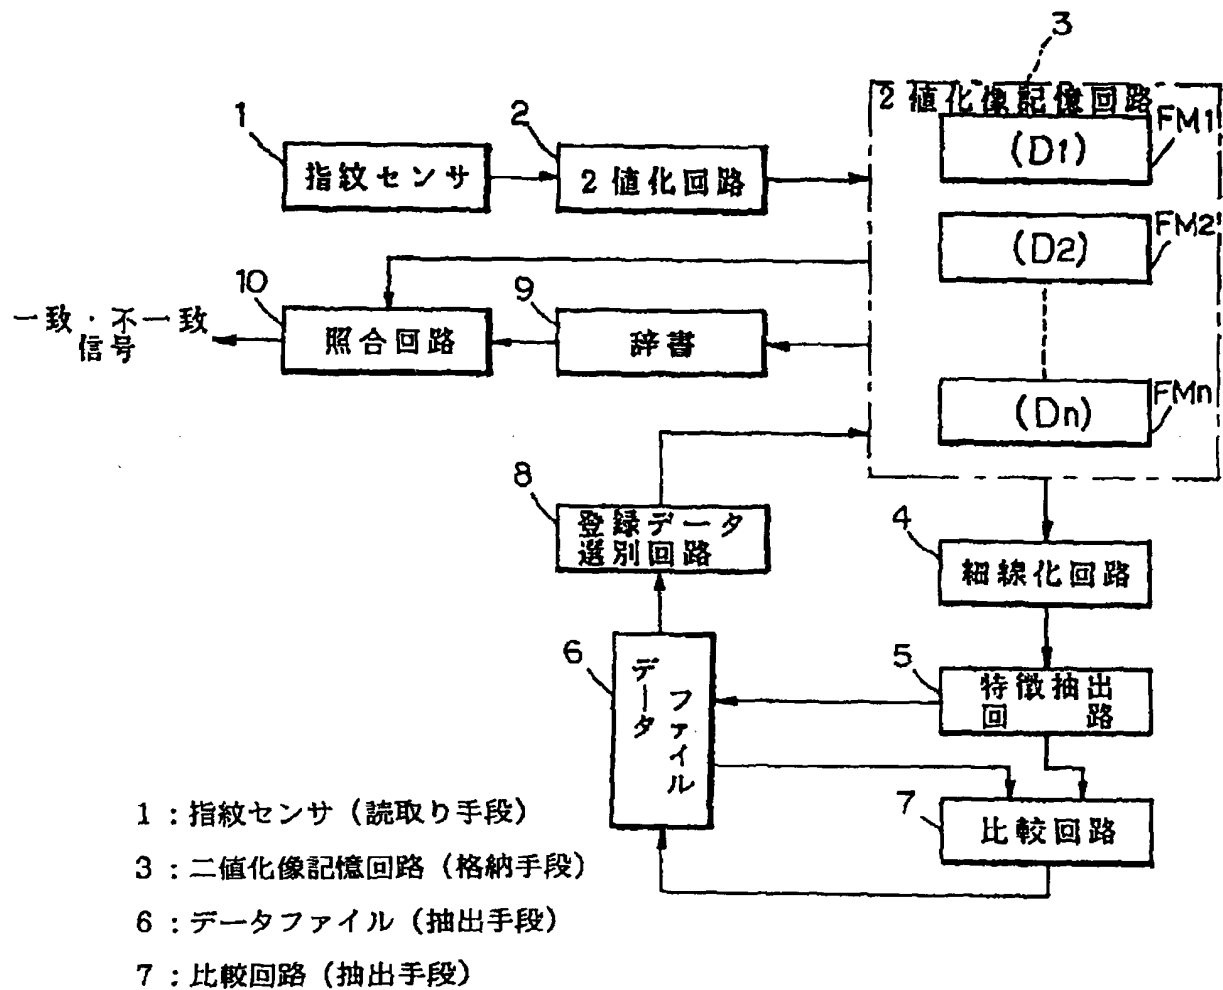 3
2値化像記憶回路
1
指紋センサ
2
2値化回路
(D1)
FM1
(D2)
FM2
(Dn)
FMn
10
照合回路
9
辞書
一致・不一致
信号
8
登録データ
選別回路
4
細線化回路
5
特徴抽出
回路
6
データ
ファイル
7
比較回路
1:指紋センサ(読取り手段)
3:二値化像記憶回路(格納手段)
6:データファイル(抽出手段)
7:比較回路(抽出手段)